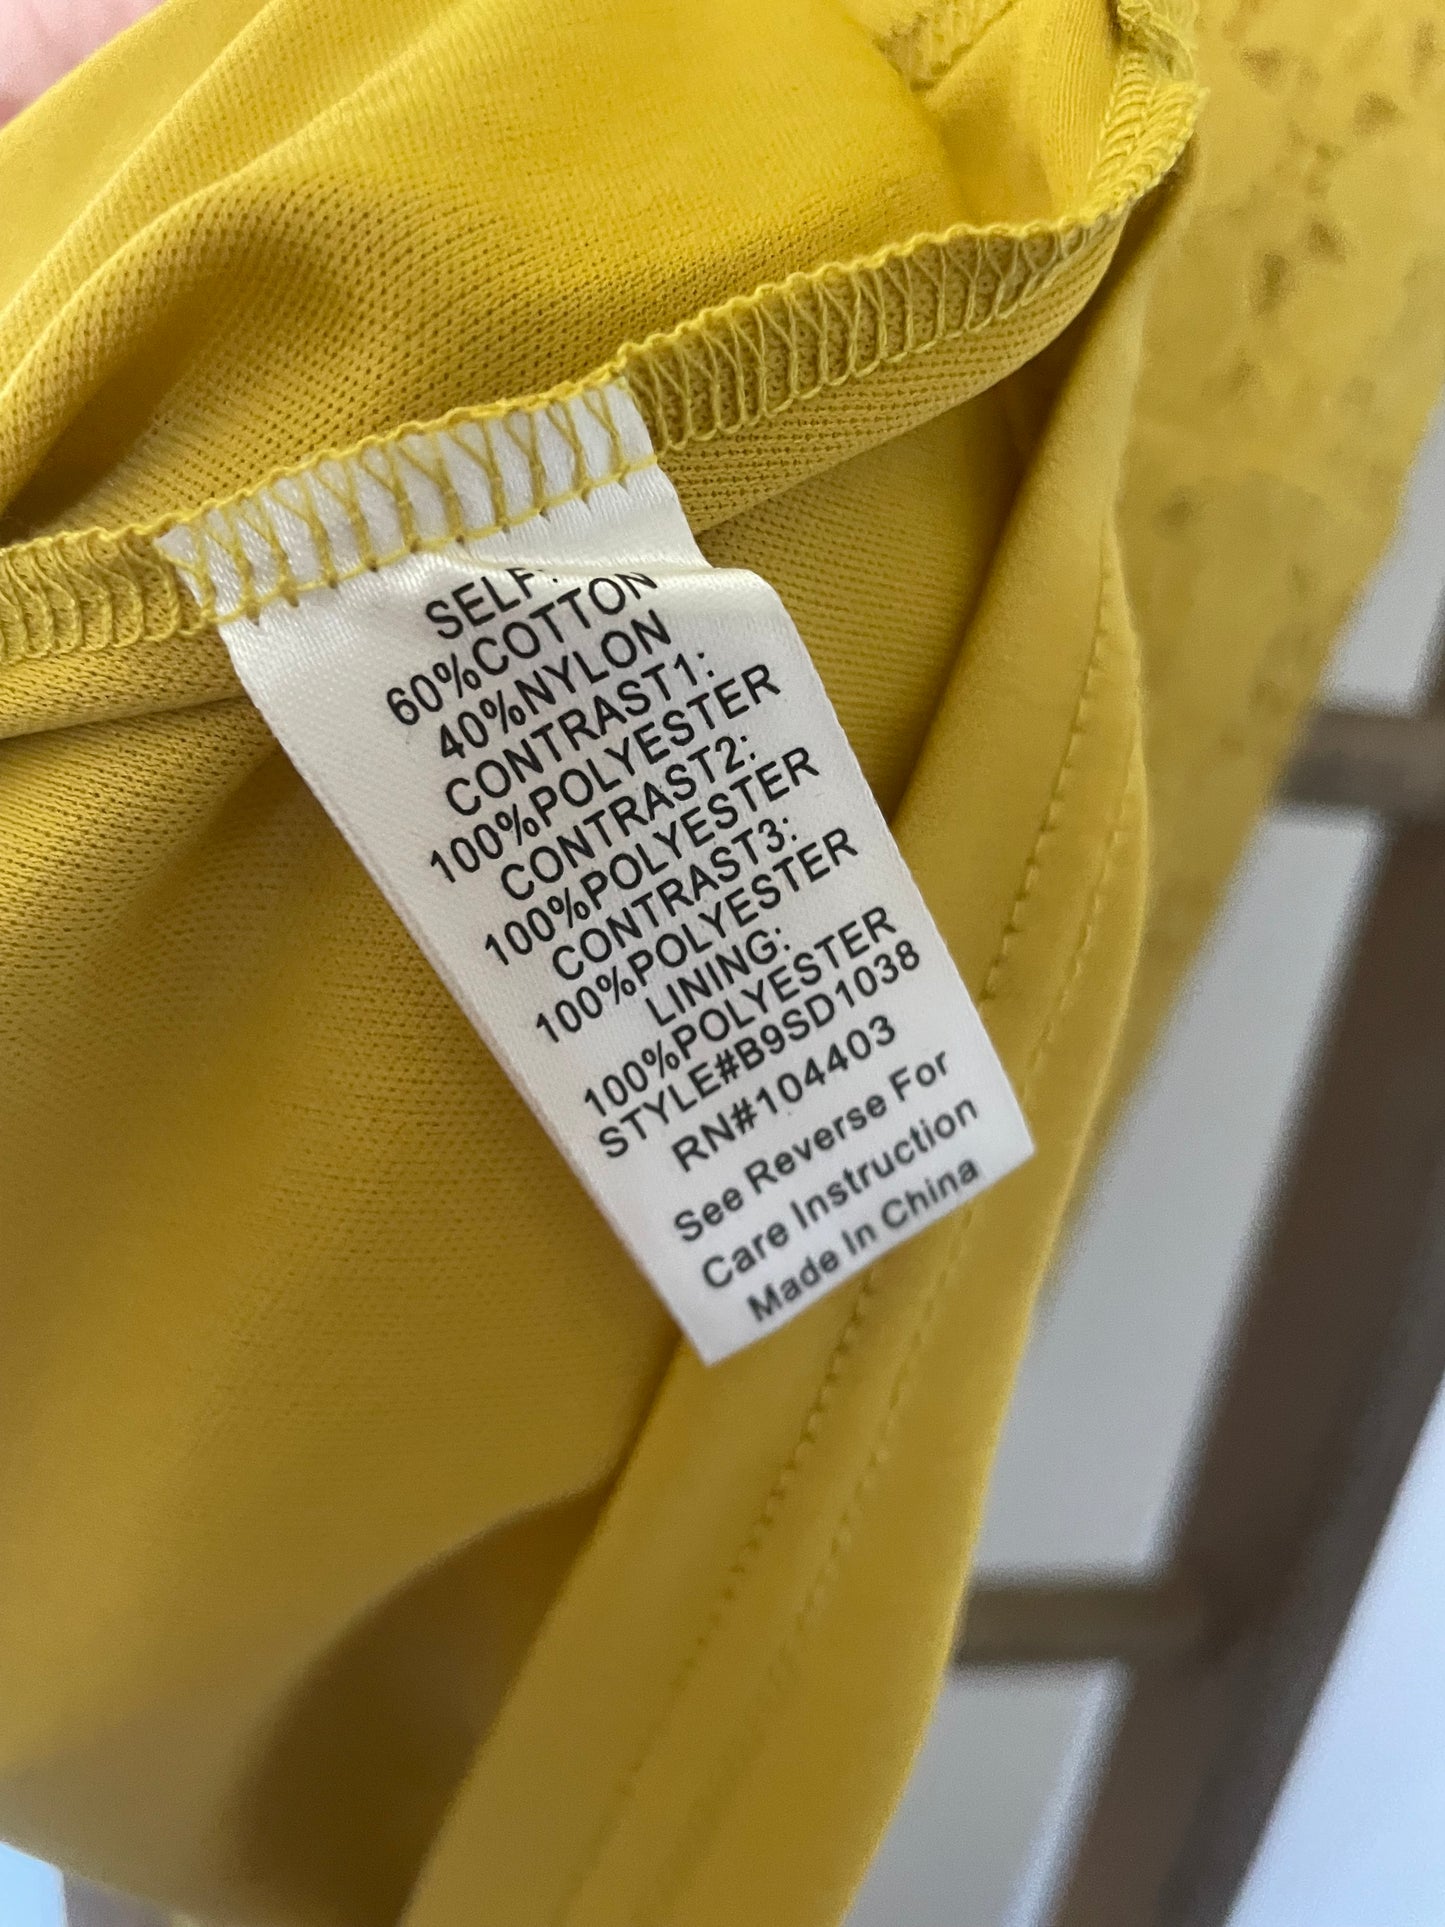 SELF:
60%COTTON
40%NYLON
CONTRAST1:
100%POLYESTER
CONTRAST2:
100%POLYESTER
CONTRAST3:
100%POLYESTER
LINING:
100%POLYESTER
STYLE#B9SD1038
RN#104403
See Reverse For
Care Instruction
Made In China